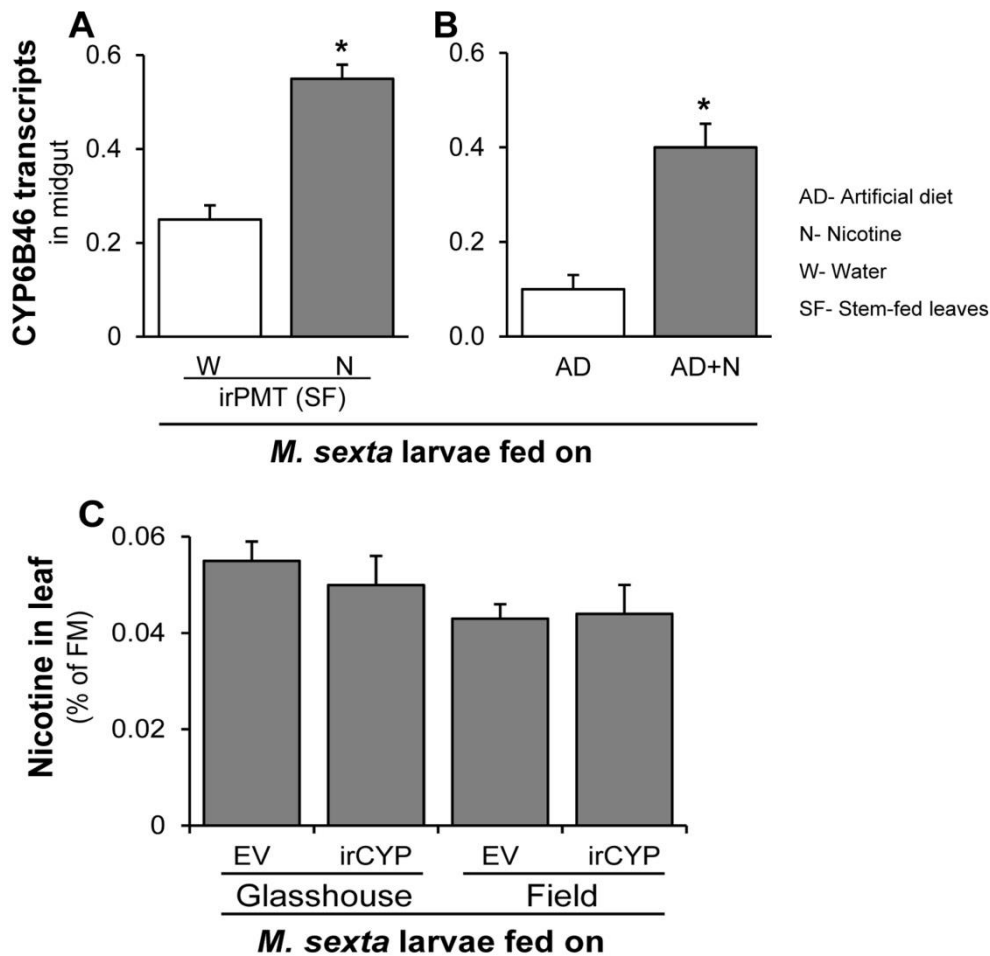 A
B
CYP6B46 transcripts
in midgut
0.6
0.4
0.2
0
*
W
N
irPMT (SF)
0.6
0.4
0.2
0.0
*
AD
AD+N
M. sexta larvae fed on
AD- Artificial diet
N- Nicotine
W- Water
SF- Stem-fed leaves
C
Nicotine in leaf
(% of FM)
0.06
0.04
0.02
0
EV
irCYP
EV
irCYP
Glasshouse
Field
M. sexta larvae fed on